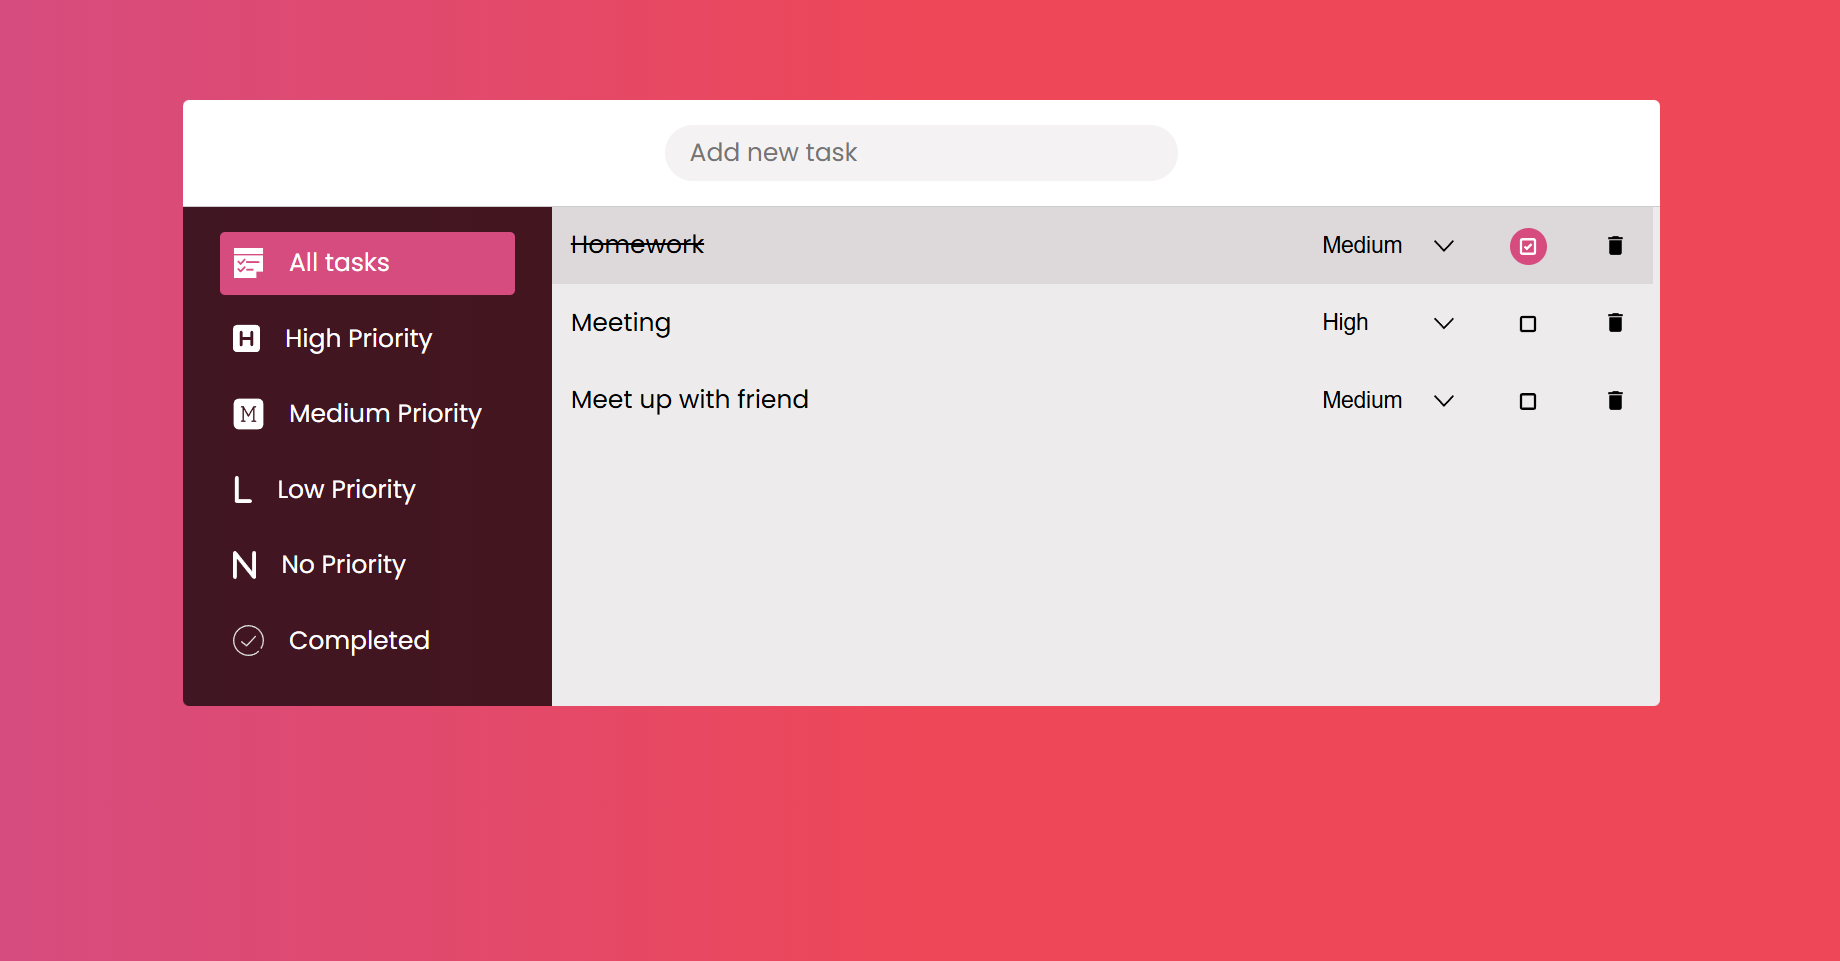 Add new task
All tasks
H High Priority
M Medium Priority
L Low Priority
N No Priority
Completed
Homework Medium
Meeting High
Meet up with friend Medium